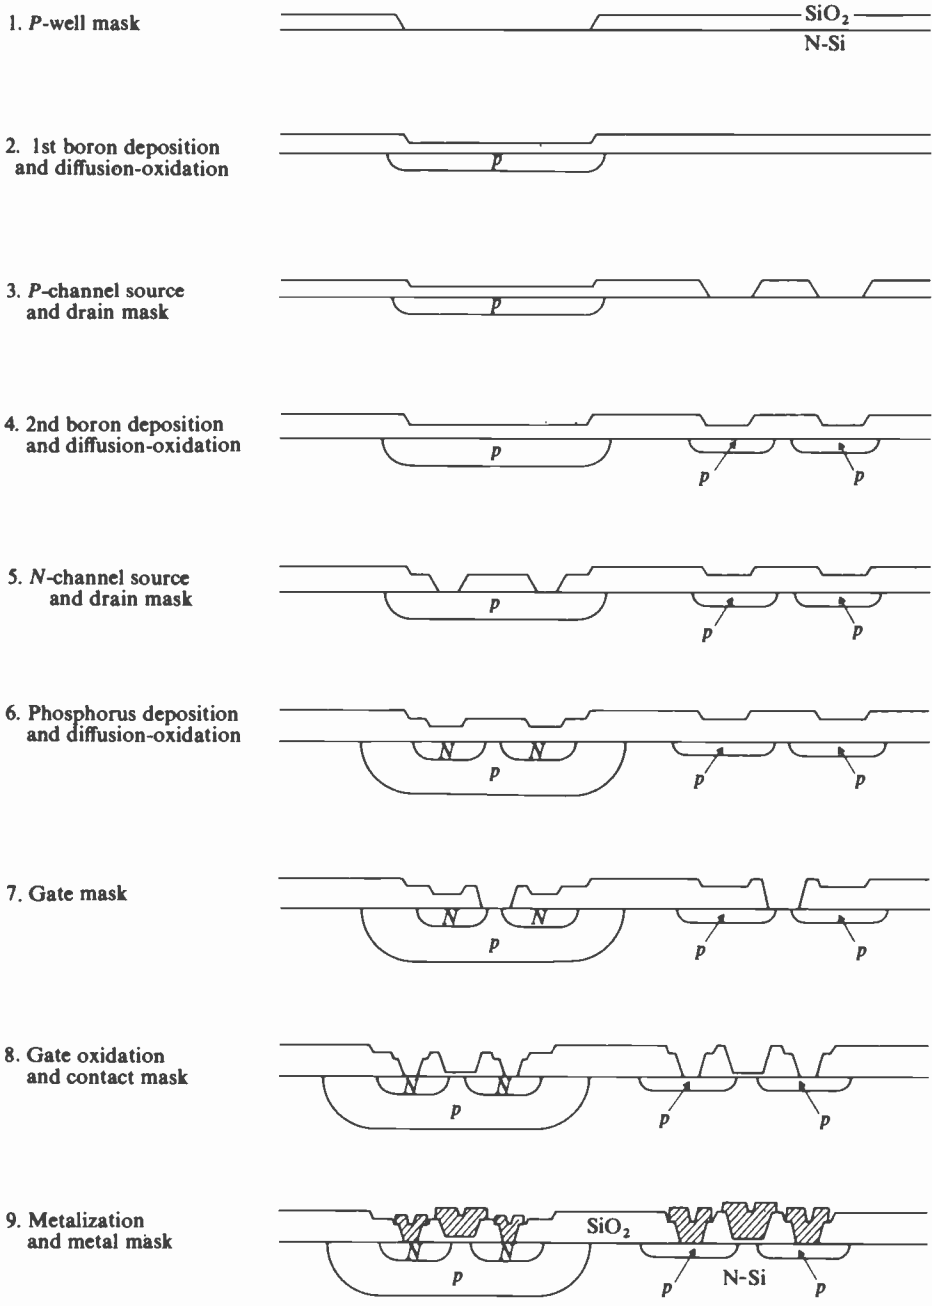 1. P-well mask
SiO₂
N-Si
2. 1st boron deposition
and diffusion-oxidation
p
3. P-channel source
and drain mask
p
4. 2nd boron deposition
and diffusion-oxidation
p
p
p
5. N-channel source
and drain mask
p
p
p
6. Phosphorus deposition
and diffusion-oxidation
N N
p
p
p
7. Gate mask
N N
p
p
p
8. Gate oxidation
and contact mask
N N
p
p
p
9. Metalization
and metal mask
SiO₂
N N
p
p
N-Si
p